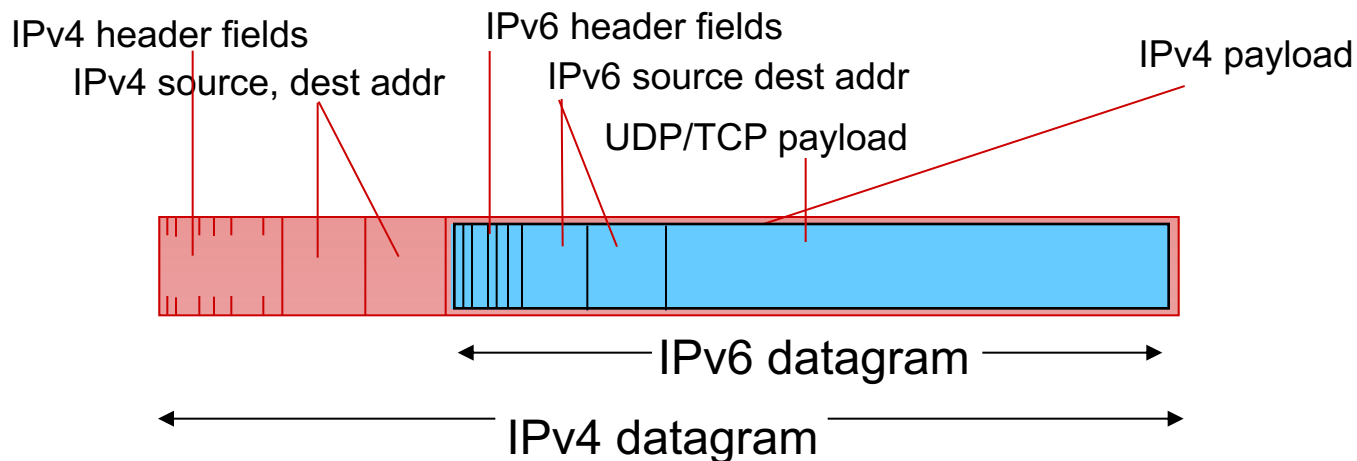 IPv4 header fields
IPv6 header fields
IPv4 payload
IPv4 source, dest addr
IPv6 source dest addr
UDP/TCP payload
IPv6 datagram
IPv4 datagram